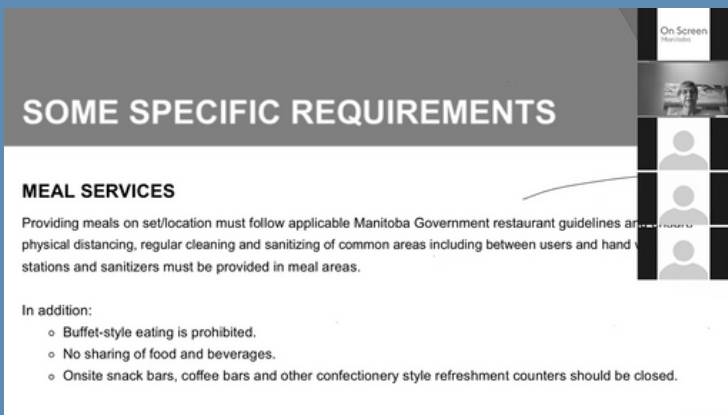 On Screen
Manitoba
SOME SPECIFIC REQUIREMENTS
MEAL SERVICES
Providing meals on set/location must follow applicable Manitoba Government restaurant guidelines and ensure
physical distancing, regular cleaning and sanitizing of common areas including between users and hand
stations and sanitizers must be provided in meal areas.
In addition:
Buffet-style eating is prohibited.
No sharing of food and beverages.
Onsite snack bars, coffee bars and other confectionery style refreshment counters should be closed.